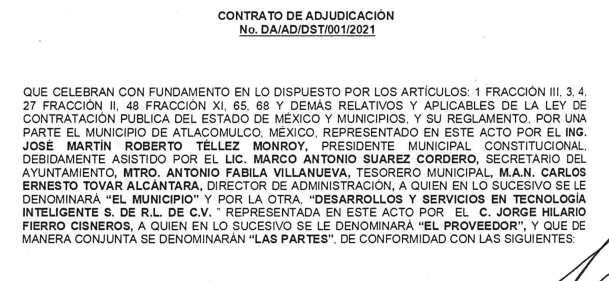 CONTRATO DE ADJUDICACIÓN
No. DA/AD/DST/001/2021
QUE CELEBRAN CON FUNDAMENTO EN LO DISPUESTO POR LOS ARTÍCULOS: 1 FRACCIÓN III, 3, 4,
27 FRACCIÓN II, 48 FRACCIÓN XI, 65, 68 Y DEMÁS RELATIVOS Y APLICABLES DE LA LEY DE
CONTRATACIÓN PUBLICA DEL ESTADO DE MÉXICO Y MUNICIPIOS, Y SU REGLAMENTO, POR UNA
PARTE EL MUNICIPIO DE ATLACOMULCO, MÉXICO, REPRESENTADO EN ESTE ACTO POR EL ING.
JOSÉ MARTÍN ROBERTO TÉLLEZ MONROY, PRESIDENTE MUNICIPAL CONSTITUCIONAL,
DEBIDAMENTE ASISTIDO POR EL LIC. MARCO ANTONIO SUAREZ CORDERO, SECRETARIO DEL
AYUNTAMIENTO, MTRO. ANTONIO FABILA VILLANUEVA, TESORERO MUNICIPAL, M.A.N. CARLOS
ERNESTO TOVAR ALCÁNTARA, DIRECTOR DE ADMINISTRACIÓN, A QUIEN EN LO SUCESIVO SE LE
DENOMINARÁ "EL MUNICIPIO" Y POR LA OTRA, "DESARROLLOS Y SERVICIOS EN TECNOLOGÍA
INTELIGENTE S. DE R.L. DE C.V. " REPRESENTADA EN ESTE ACTO POR EL C. JORGE HILARIO
FIERRO CISNEROS, A QUIEN EN LO SUCESIVO SE LE DENOMINARÁ "EL PROVEEDOR", Y QUE DE
MANERA CONJUNTA SE DENOMINARÁN "LAS PARTES", DE CONFORMIDAD CON LAS SIGUIENTES: